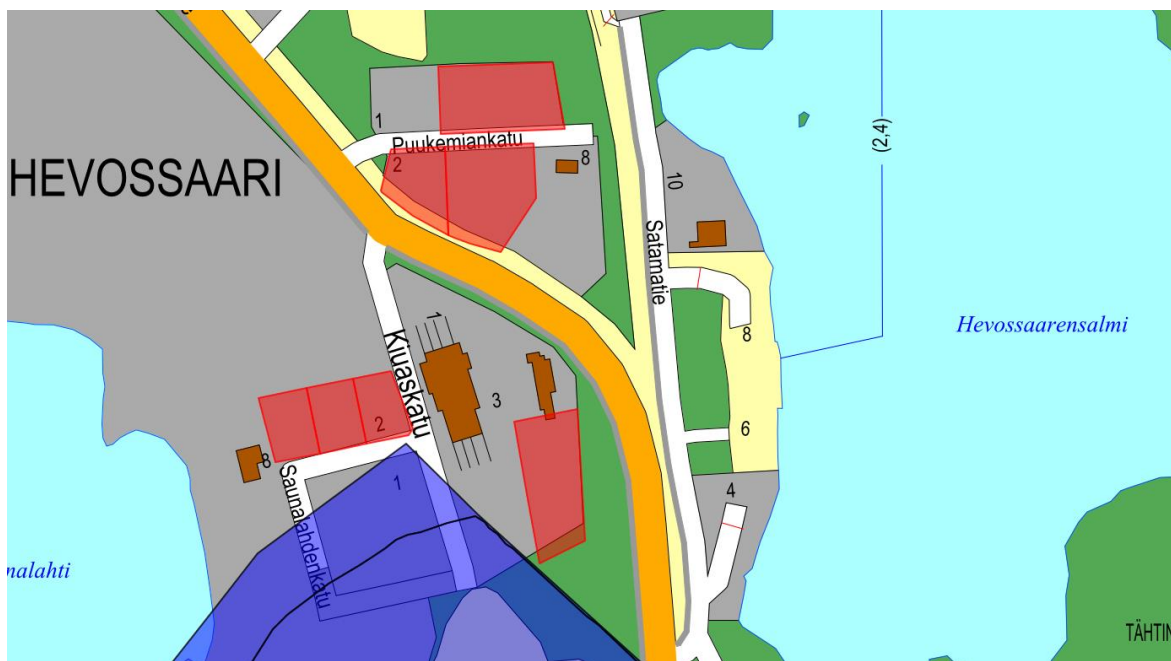 1
Puukemiankatu
2
8
HEVOSSAARI
10
(2,4)
Satamatie
Hevossaarensalmi
1
Kiuaskatu
3
8
2
6
8
Saunalahdenkatu
1
4
nalahti
TÄHTIN